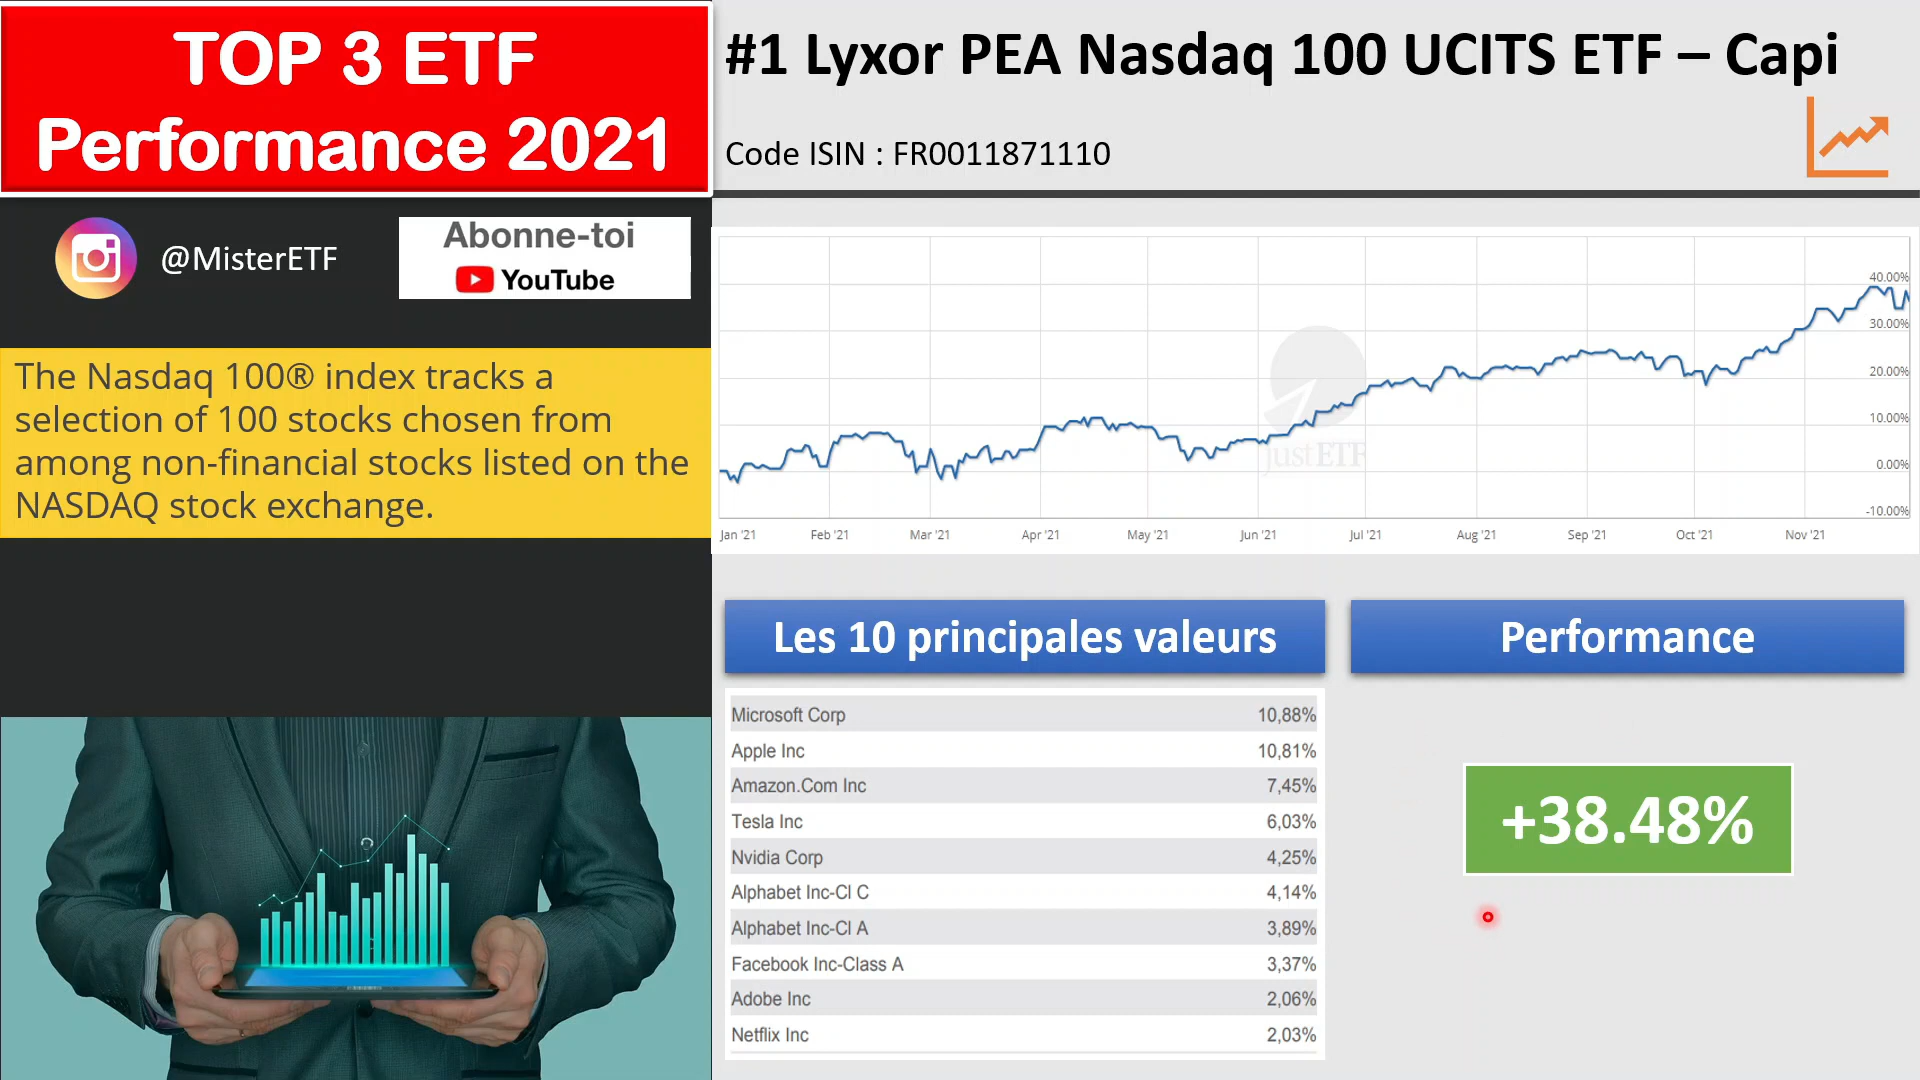 TOP 3 ETF
Performance 2021
#1 Lyxor PEA Nasdaq 100 UCITS ETF – Capi
Code ISIN : FR0011871110
@MisterETF
Abonne-toi
YouTube
The Nasdaq 100® index tracks a
selection of 100 stocks chosen from
among non-financial stocks listed on the
NASDAQ stock exchange.
40.00%
30.00%
20.00%
10.00%
0.00%
-10.00%
justETF
Jan '21 Feb '21 Mar '21 Apr '21 May '21 Jun '21 Jul '21 Aug '21 Sep '21 Oct '21 Nov '21
Les 10 principales valeurs
Microsoft Corp 10,88%
Apple Inc 10,81%
Amazon.Com Inc 7,45%
Tesla Inc 6,03%
Nvidia Corp 4,25%
Alphabet Inc-Cl C 4,14%
Alphabet Inc-Cl A 3,89%
Facebook Inc-Class A 3,37%
Adobe Inc 2,06%
Netflix Inc 2,03%
Performance
+38.48%